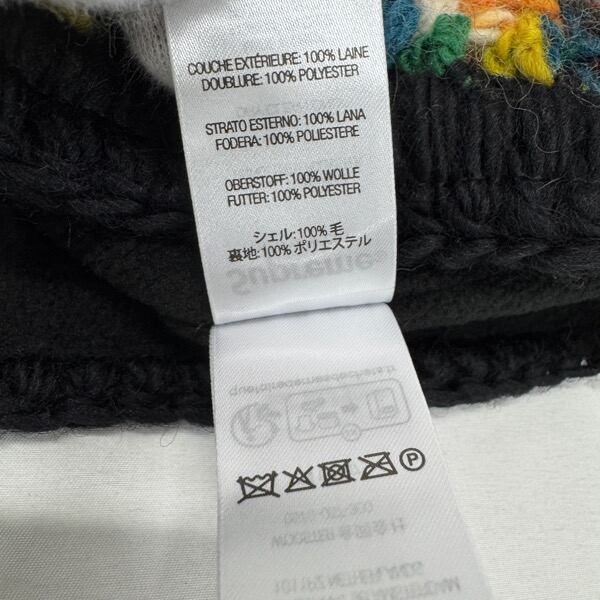 COUCHE EXTÉRIEURE: 100% LAINE
DOUBLURE: 100% POLYESTER
STRATO ESTERNO: 100% LANA
FODERA: 100% POLIESTERE
OBERSTOFF: 100% WOLLE
FUTTER: 100% POLYESTER
シェル: 100% 毛
裏地: 100% ポリエステル
Supreme
P